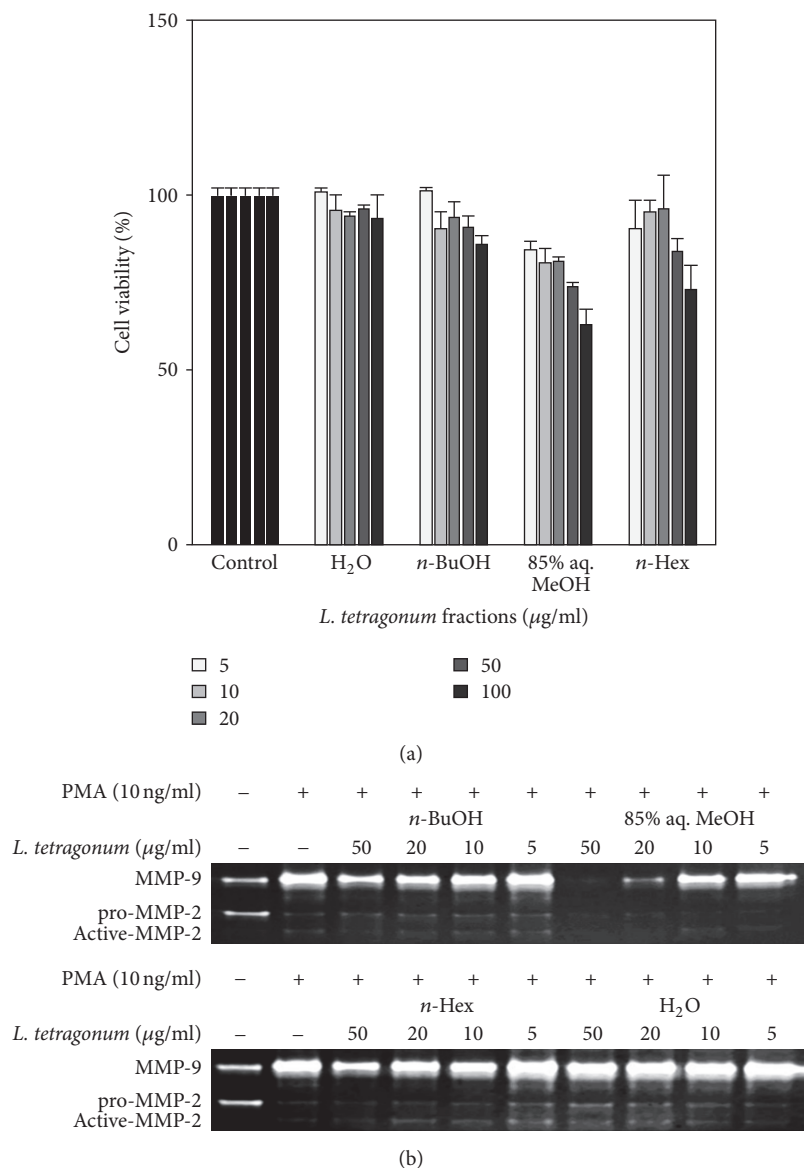 150
100
50
0
Cell viability (%)
Control H₂O n-BuOH 85% aq. MeOH n-Hex
L. tetragonum fractions (μg/ml)
5 50
10 100
20
(a)
PMA (10 ng/ml) − + + + + + + + + +
n-BuOH 85% aq. MeOH
L. tetragonum (μg/ml) − − 50 20 10 5 50 20 10 5
MMP-9
pro-MMP-2
Active-MMP-2
PMA (10 ng/ml) − + + + + + + + + +
n-Hex H₂O
L. tetragonum (μg/ml) − − 50 20 10 5 50 20 10 5
MMP-9
pro-MMP-2
Active-MMP-2
(b)